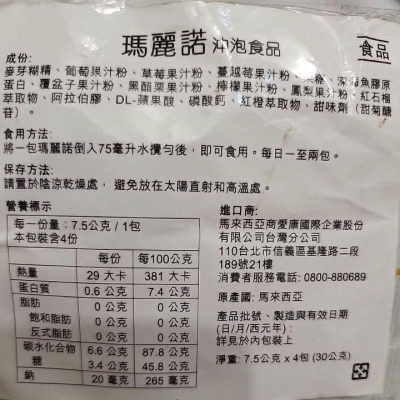 瑪麗諾 沖泡食品
食品
成份:
麥芽糊精、葡萄果汁粉、草莓果汁粉、蔓越莓果汁粉、果糖、深海魚膠原
蛋白、覆盆子果汁粉、黑醋栗果汁粉、檸檬果汁粉、鳳梨果汁粉、紅石榴
萃取物、阿拉伯膠、DL-蘋果酸、磷酸鈣、紅橙萃取物、甜味劑（甜菊醣
苷）。
食用方法:
將一包瑪麗諾倒入75毫升水攪勻後，即可食用。每日一至兩包。
保存方法:
請置於陰涼乾燥處，避免放在太陽直射和高溫處。
營養標示
每一份量：7.5公克 / 1包
本包裝含4份
每份 每100公克
熱量 29 大卡 381 大卡
蛋白質 0.6 公克 7.4 公克
脂肪 0 公克 0 公克
飽和脂肪 0 公克 0 公克
反式脂肪 0 公克 0 公克
碳水化合物 6.6 公克 87.8 公克
糖 3.4 公克 45.8 公克
鈉 20 毫克 265 毫克
進口商:
馬來西亞商愛康國際企業股份
有限公司台灣分公司
110台北市信義區基隆路二段
189號21樓
消費者服務電話: 0800-880689
原產國: 馬來西亞
產品批號、製造與有效日期
(日/月/西元年) :
詳見於內包裝上
淨重: 7.5公克 x 4包 (30公克)